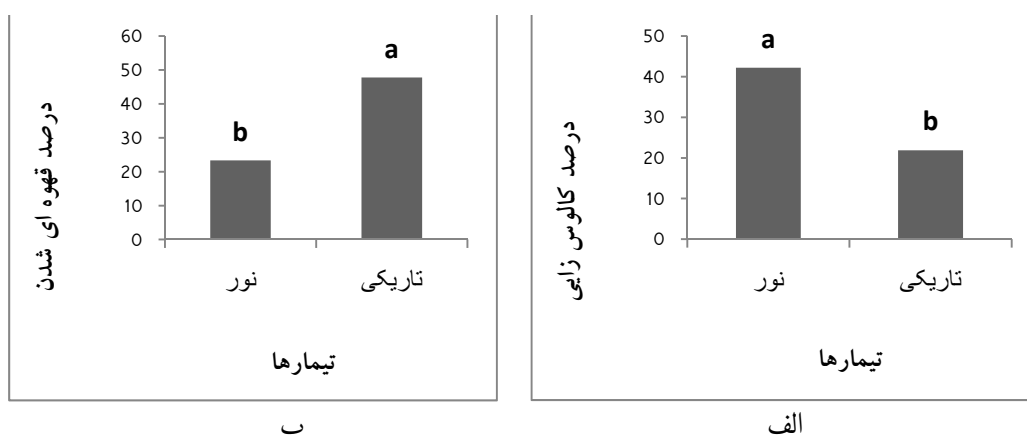 50
40
30
20
10
0
a
b
نور
تاریکی
تیمارها
درصد کالوس زایی
الف
60
50
40
30
20
10
0
b
a
نور
تاریکی
تیمارها
درصد قهوه ای شدن
ب